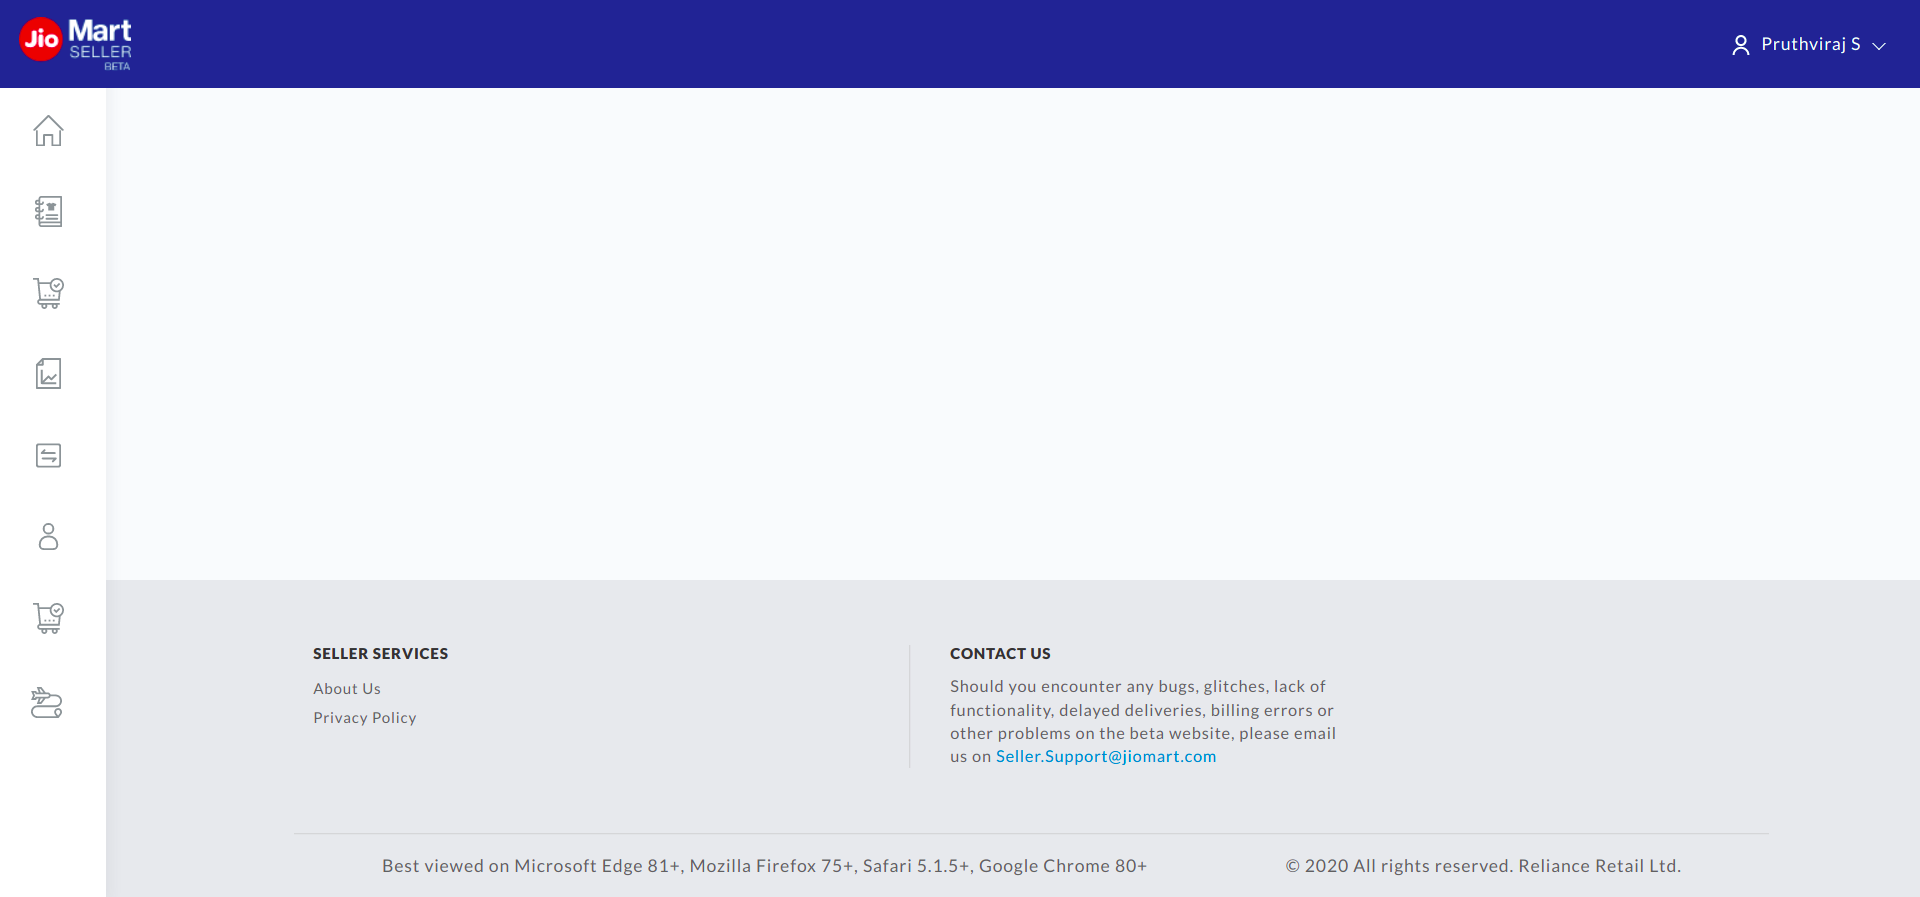 Jio Mart
SELLER
BETA
Pruthviraj S
SELLER SERVICES
About Us
Privacy Policy
CONTACT US
Should you encounter any bugs, glitches, lack of
functionality, delayed deliveries, billing errors or
other problems on the beta website, please email
us on Seller.Support@jiomart.com
Best viewed on Microsoft Edge 81+, Mozilla Firefox 75+, Safari 5.1.5+, Google Chrome 80+
© 2020 All rights reserved. Reliance Retail Ltd.